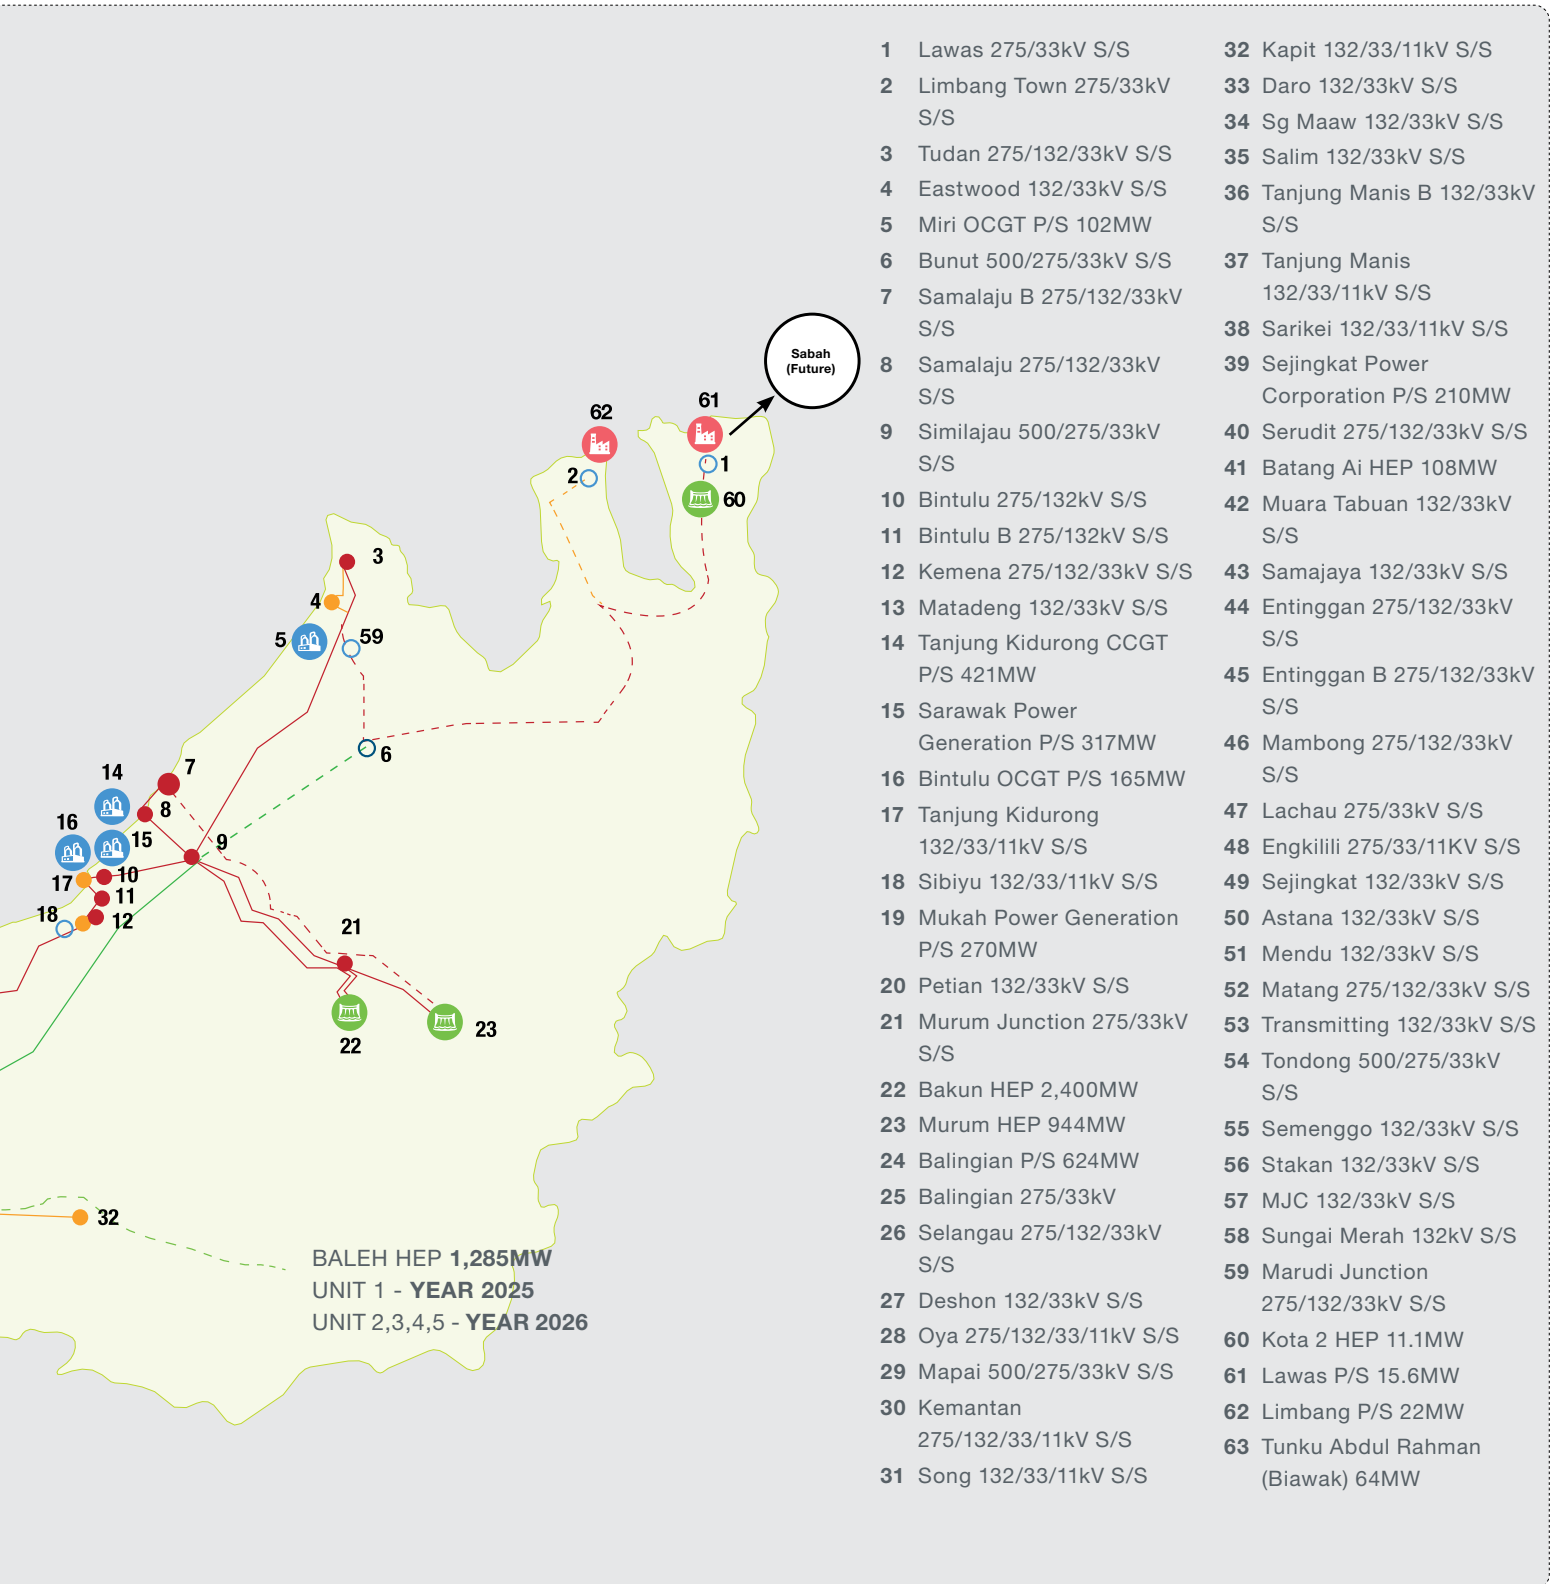 Sabah
(Future)
62
61
2
1
60
3
4
5
59
6
7
14
8
16
15
9
17
10
11
18
12
21
22
23
32
BALEH HEP 1,285MW
UNIT 1 - YEAR 2025
UNIT 2,3,4,5 - YEAR 2026
1 Lawas 275/33kV S/S
2 Limbang Town 275/33kV
S/S
3 Tudan 275/132/33kV S/S
4 Eastwood 132/33kV S/S
5 Miri OCGT P/S 102MW
6 Bunut 500/275/33kV S/S
7 Samalaju B 275/132/33kV
S/S
8 Samalaju 275/132/33kV
S/S
9 Similajau 500/275/33kV
S/S
10 Bintulu 275/132kV S/S
11 Bintulu B 275/132kV S/S
12 Kemena 275/132/33kV S/S
13 Matadeng 132/33kV S/S
14 Tanjung Kidurong CCGT
P/S 421MW
15 Sarawak Power
Generation P/S 317MW
16 Bintulu OCGT P/S 165MW
17 Tanjung Kidurong
132/33/11kV S/S
18 Sibiyu 132/33/11kV S/S
19 Mukah Power Generation
P/S 270MW
20 Petian 132/33kV S/S
21 Murum Junction 275/33kV
S/S
22 Bakun HEP 2,400MW
23 Murum HEP 944MW
24 Balingian P/S 624MW
25 Balingian 275/33kV
26 Selangau 275/132/33kV
S/S
27 Deshon 132/33kV S/S
28 Oya 275/132/33/11kV S/S
29 Mapai 500/275/33kV S/S
30 Kemantan
275/132/33/11kV S/S
31 Song 132/33/11kV S/S
32 Kapit 132/33/11kV S/S
33 Daro 132/33kV S/S
34 Sg Maaw 132/33kV S/S
35 Salim 132/33kV S/S
36 Tanjung Manis B 132/33kV
S/S
37 Tanjung Manis
132/33/11kV S/S
38 Sarikei 132/33/11kV S/S
39 Sejingkat Power
Corporation P/S 210MW
40 Serudit 275/132/33kV S/S
41 Batang Ai HEP 108MW
42 Muara Tabuan 132/33kV
S/S
43 Samajaya 132/33kV S/S
44 Entinggan 275/132/33kV
S/S
45 Entinggan B 275/132/33kV
S/S
46 Mambong 275/132/33kV
S/S
47 Lachau 275/33kV S/S
48 Engkilili 275/33/11KV S/S
49 Sejingkat 132/33kV S/S
50 Astana 132/33kV S/S
51 Mendu 132/33kV S/S
52 Matang 275/132/33kV S/S
53 Transmitting 132/33kV S/S
54 Tondong 500/275/33kV
S/S
55 Semenggo 132/33kV S/S
56 Stakan 132/33kV S/S
57 MJC 132/33kV S/S
58 Sungai Merah 132kV S/S
59 Marudi Junction
275/132/33kV S/S
60 Kota 2 HEP 11.1MW
61 Lawas P/S 15.6MW
62 Limbang P/S 22MW
63 Tunku Abdul Rahman
(Biawak) 64MW